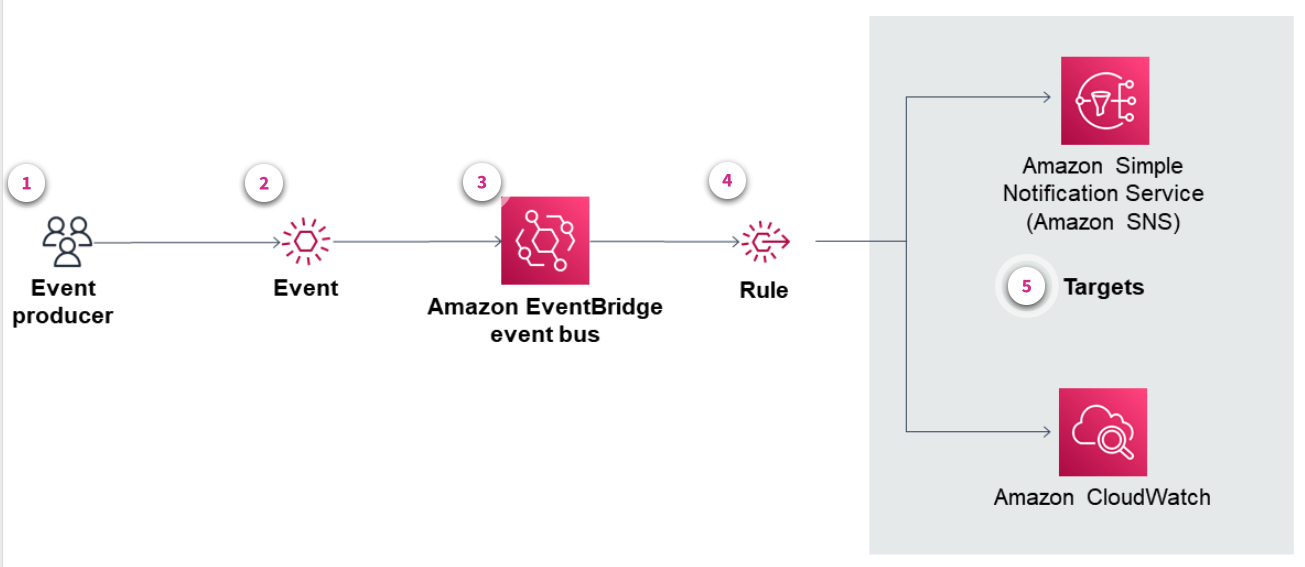 1
Event
producer
2
Event
3
Amazon EventBridge
event bus
4
Rule
Amazon Simple
Notification Service
(Amazon SNS)
5 Targets
Amazon CloudWatch